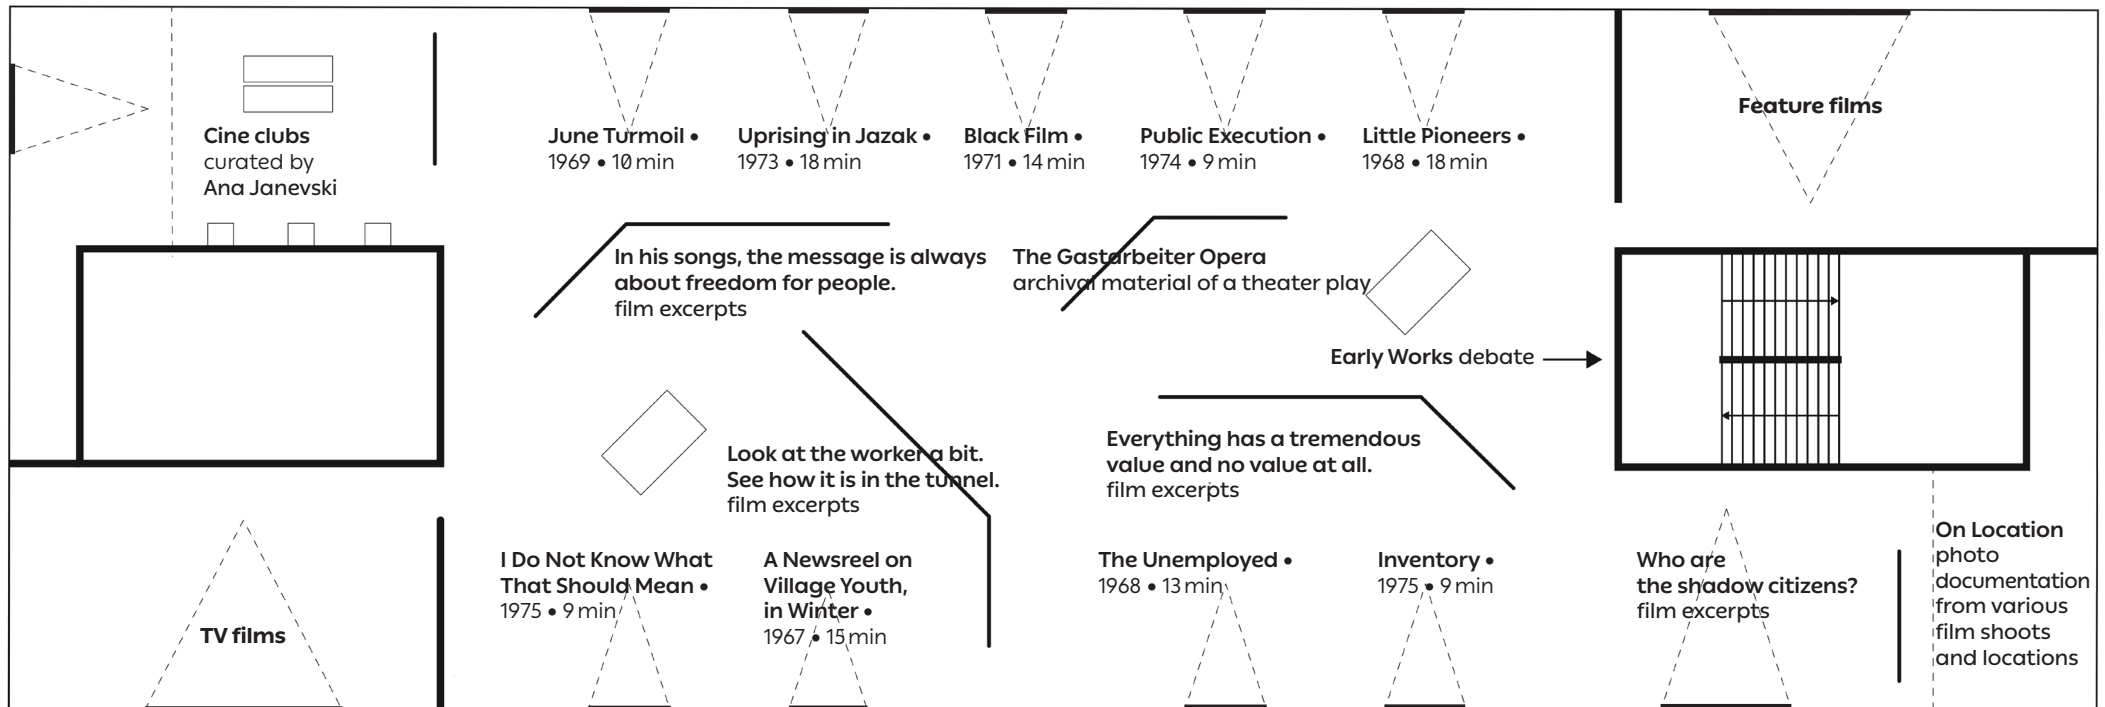 Cine clubs
curated by
Ana Janevski
June Turmoil •
1969 • 10 min
Uprising in Jazak •
1973 • 18 min
Black Film •
1971 • 14 min
Public Execution •
1974 • 9 min
Little Pioneers •
1968 • 18 min
Feature films
In his songs, the message is always
about freedom for people.
film excerpts
The Gastarbeiter Opera
archival material of a theater play
Early Works debate
Look at the worker a bit.
See how it is in the tunnel.
film excerpts
Everything has a tremendous
value and no value at all.
film excerpts
TV films
I Do Not Know What
That Should Mean •
1975 • 9 min
A Newsreel on
Village Youth,
in Winter •
1967 • 15 min
The Unemployed •
1968 • 13 min
Inventory •
1975 • 9 min
Who are
the shadow citizens?
film excerpts
On Location
photo
documentation
from various
film shoots
and locations